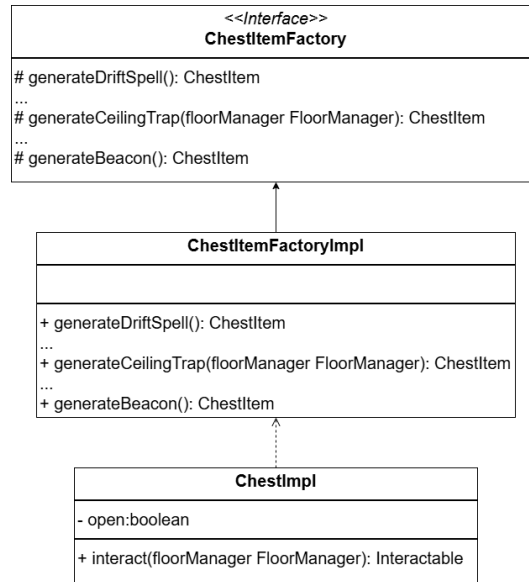 <<Interface>>
ChestItemFactory
# generateDriftSpell(): ChestItem
...
# generateCeilingTrap(floorManager FloorManager): ChestItem
...
# generateBeacon(): ChestItem
ChestItemFactoryImpl
+ generateDriftSpell(): ChestItem
...
+ generateCeilingTrap(floorManager FloorManager): ChestItem
...
+ generateBeacon(): ChestItem
ChestImpl
- open:boolean
+ interact(floorManager FloorManager): Interactable